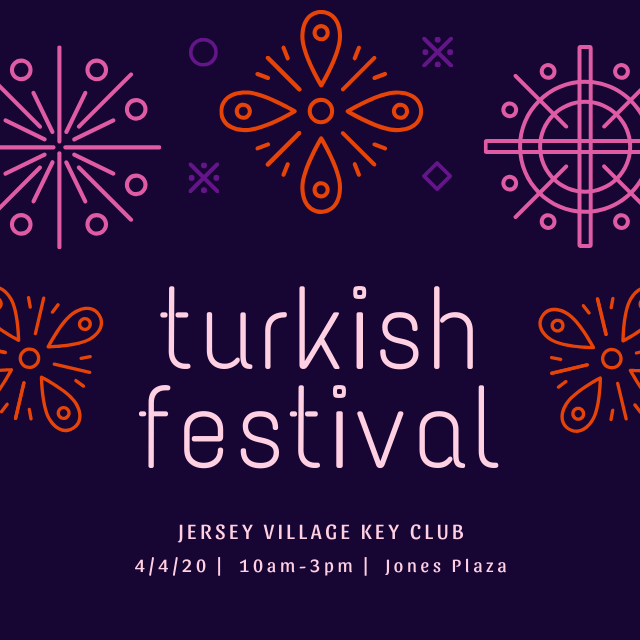 turkish
festival
JERSEY VILLAGE KEY CLUB
4/4/20 | 10am-3pm | Jones Plaza